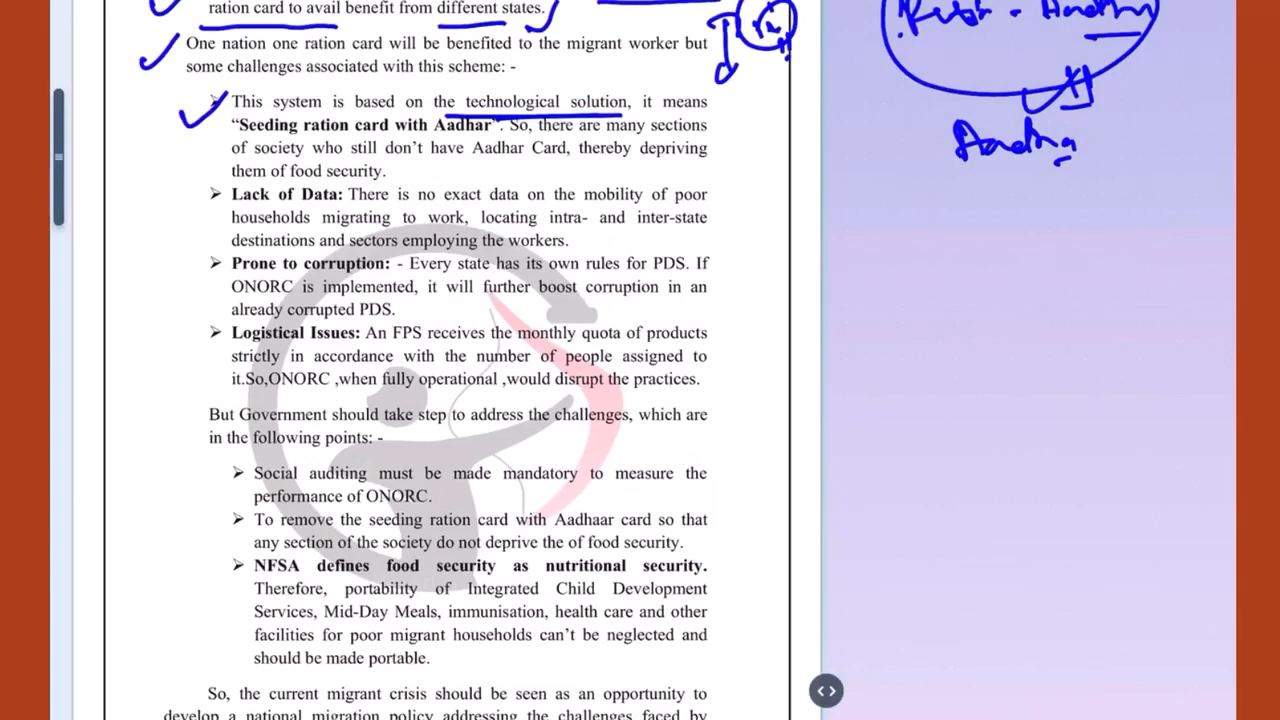 ration card to avail benefit from different states.
One nation one ration card will be benefited to the migrant worker but
some challenges associated with this scheme: -
➢ This system is based on the technological solution, it means
“Seeding ration card with Aadhar”. So, there are many sections
of society who still don’t have Aadhar Card, thereby depriving
them of food security.
➢ Lack of Data: There is no exact data on the mobility of poor
households migrating to work, locating intra- and inter-state
destinations and sectors employing the workers.
➢ Prone to corruption: - Every state has its own rules for PDS. If
ONORC is implemented, it will further boost corruption in an
already corrupted PDS.
➢ Logistical Issues: An FPS receives the monthly quota of products
strictly in accordance with the number of people assigned to
it.So,ONORC ,when fully operational ,would disrupt the practices.
But Government should take step to address the challenges, which are
in the following points: -
➢ Social auditing must be made mandatory to measure the
performance of ONORC.
➢ To remove the seeding ration card with Aadhaar card so that
any section of the society do not deprive the of food security.
➢ NFSA defines food security as nutritional security.
Therefore, portability of Integrated Child Development
Services, Mid-Day Meals, immunisation, health care and other
facilities for poor migrant households can’t be neglected and
should be made portable.
So, the current migrant crisis should be seen as an opportunity to
develop a national migration policy addressing the challenges faced by